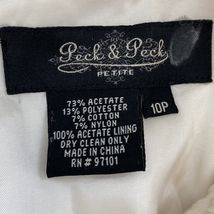 Peck & Peck
PETITE
10P
73% ACETATE
13% POLYESTER
7% COTTON
7% NYLON
100% ACETATE LINING
DRY CLEAN ONLY
MADE IN CHINA
RN # 97101